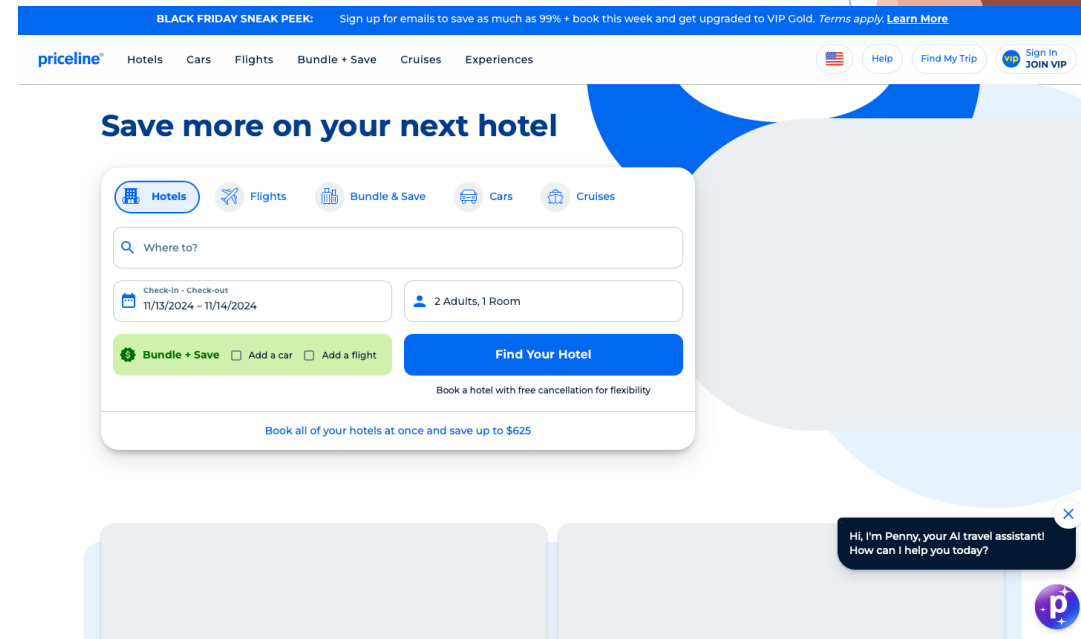 BLACK FRIDAY SNEAK PEEK: Sign up for emails to save as much as 99% + book this week and get upgraded to VIP Gold. Terms apply. Learn More
priceline® Hotels Cars Flights Bundle + Save Cruises Experiences Help Find My Trip VIP Sign In
JOIN VIP
Save more on your next hotel
Hotels Flights Bundle & Save Cars Cruises
Where to?
Check-in - Check-out
11/13/2024 – 11/14/2024
2 Adults, 1 Room
$ Bundle + Save Add a car Add a flight
Find Your Hotel
Book a hotel with free cancellation for flexibility
Book all of your hotels at once and save up to $625
Hi, I'm Penny, your AI travel assistant!
How can I help you today?
p